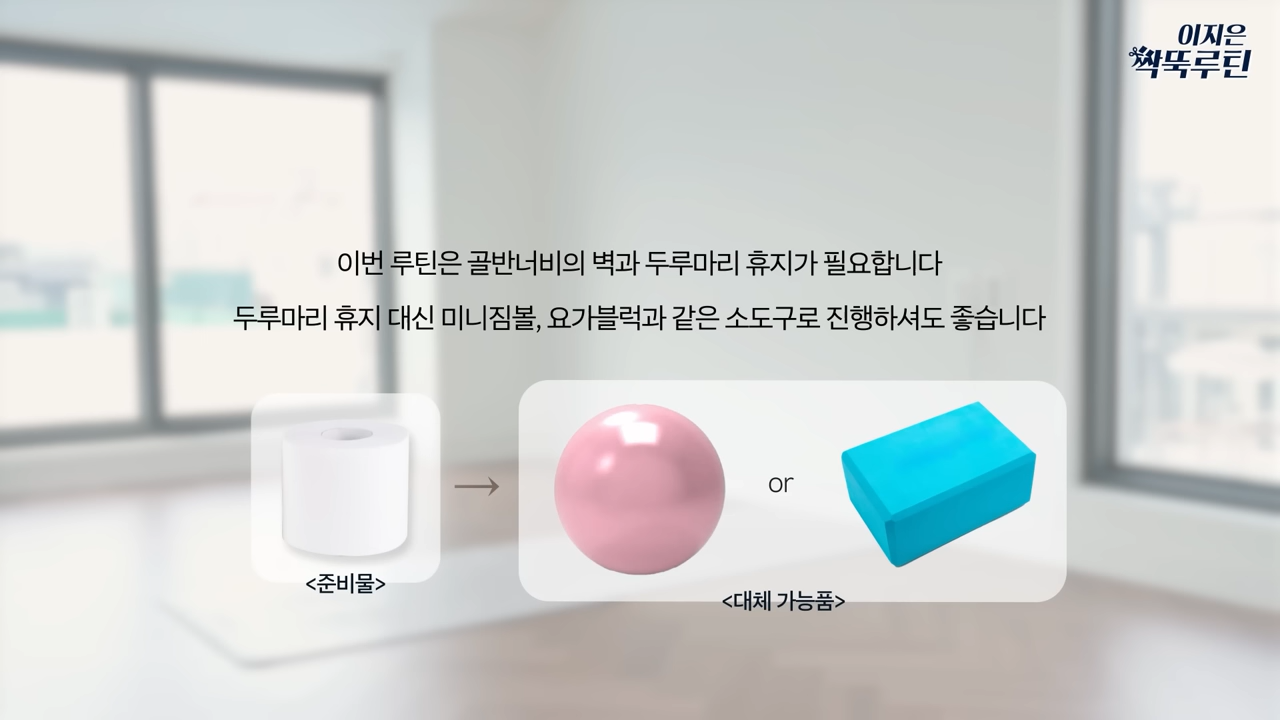 이지은
싹뚝루틴
이번 루틴은 골반너비의 벽과 두루마리 휴지가 필요합니다
두루마리 휴지 대신 미니짐볼, 요가블럭과 같은 소도구로 진행하셔도 좋습니다
or
<준비물>
<대체 가능품>